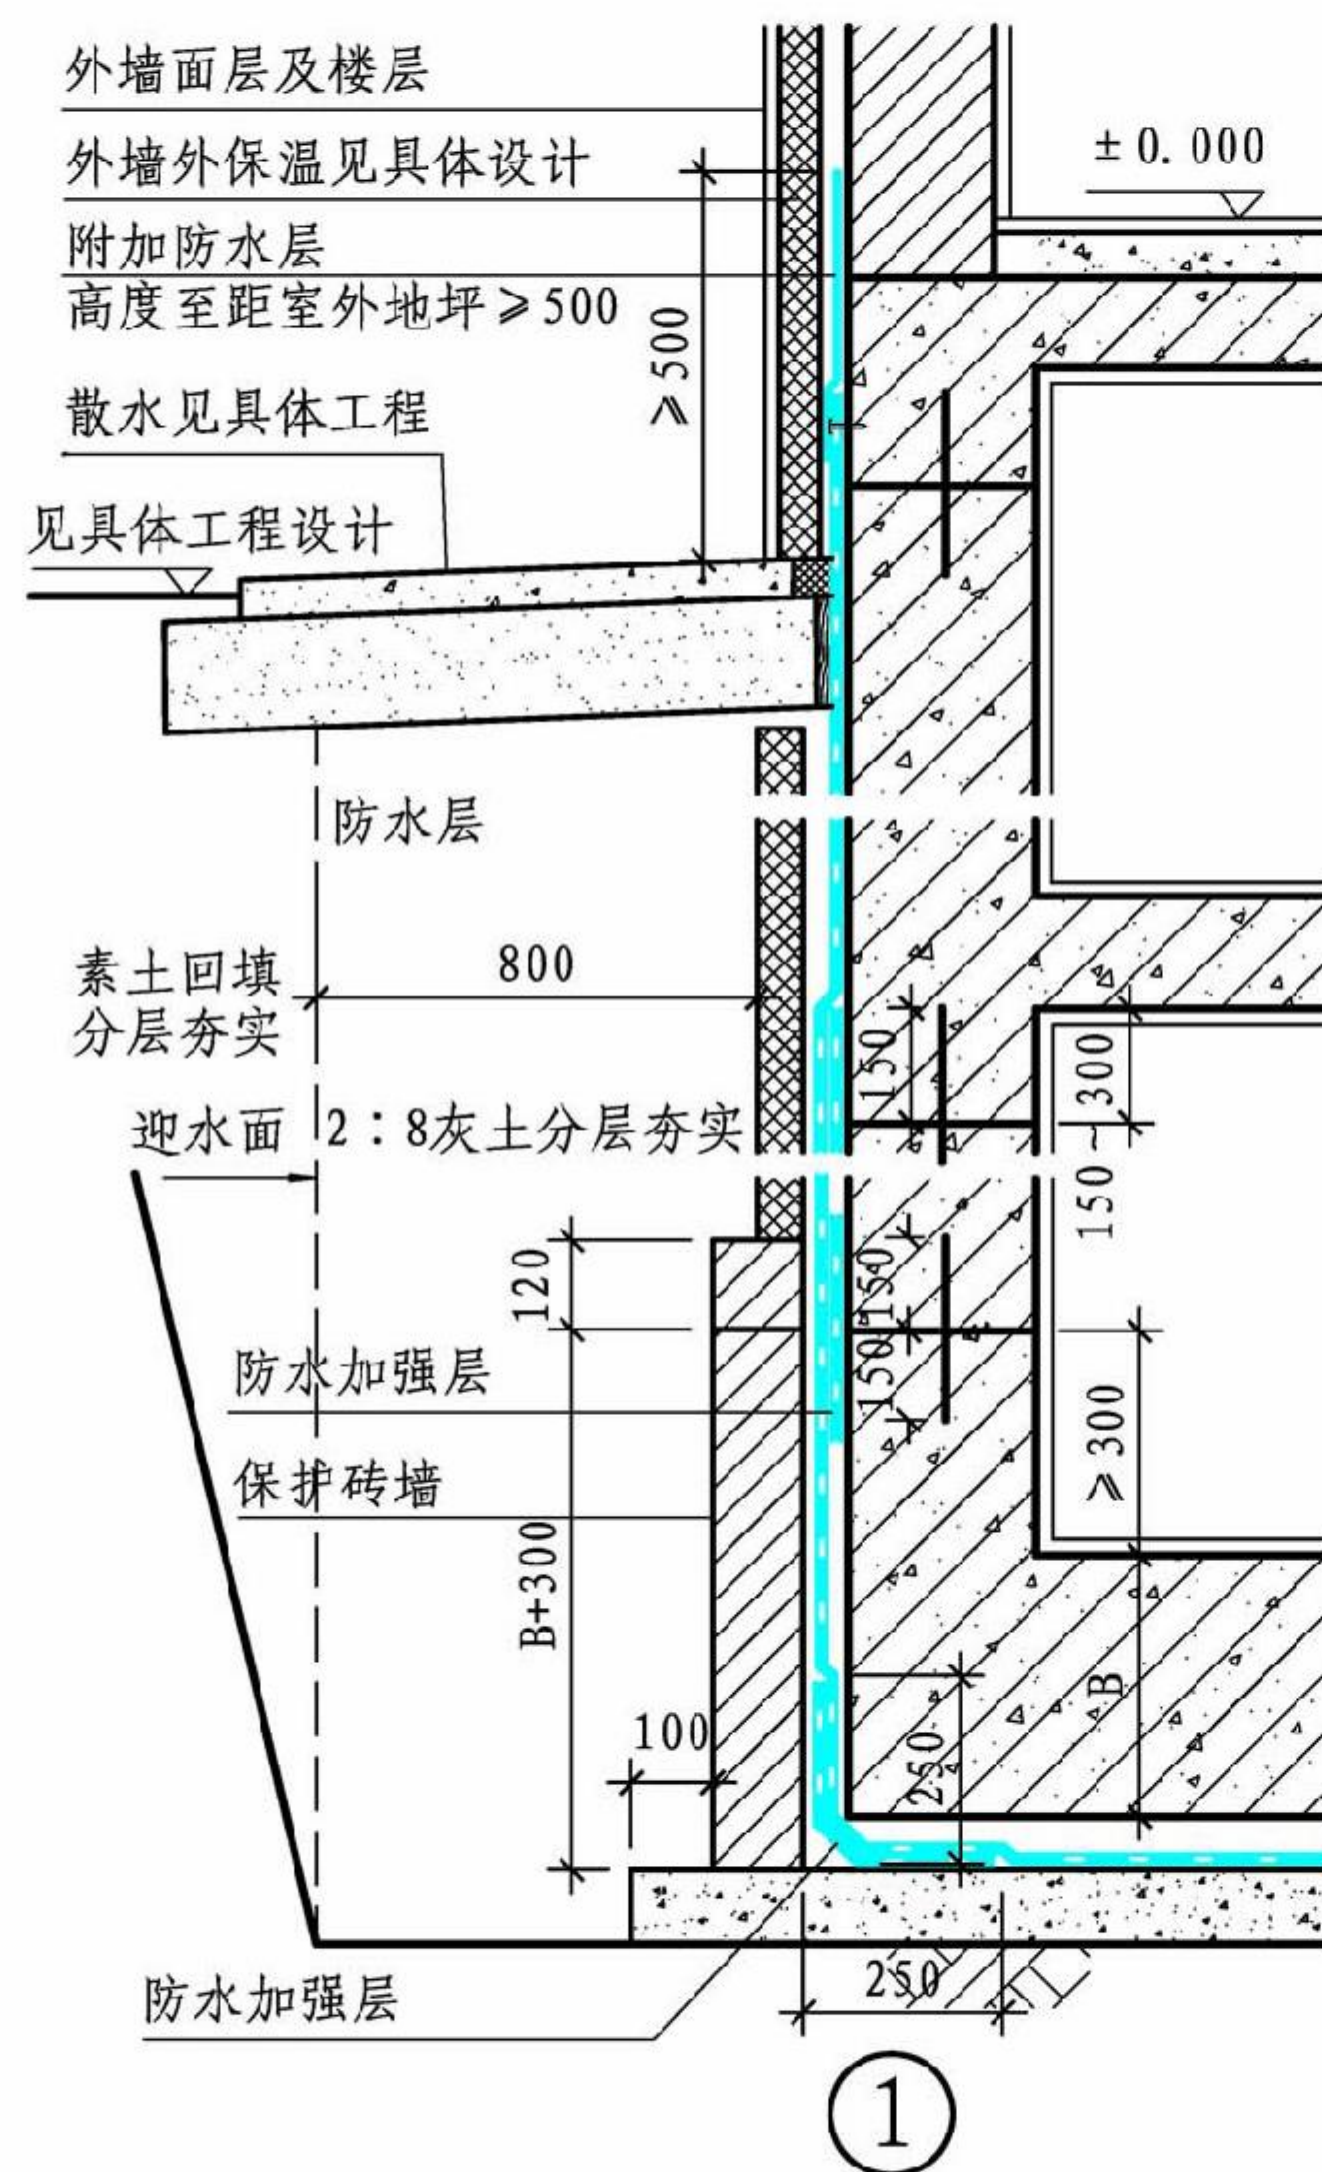 外墙面层及楼层
外墙外保温见具体设计
± 0.000
附加防水层
高度至距室外地坪≥500
≥500
散水见具体工程
见具体工程设计
防水层
素土回填
分层夯实
800
150
150~300
迎水面
2：8灰土分层夯实
120
150
150
防水加强层
≥300
保护砖墙
B+300
B
100
250
防水加强层
250
1